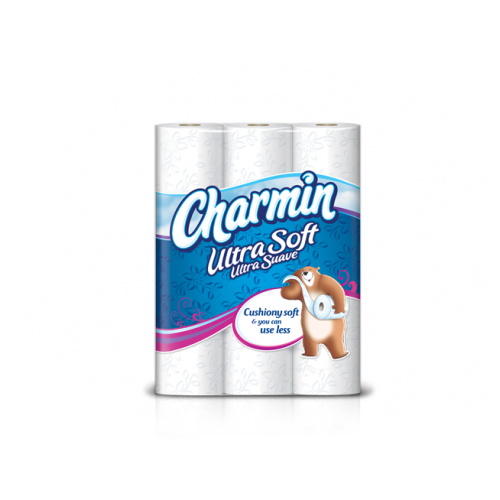 Charmin
Ultra Soft
Ultra Suave
Cushiony soft
& you can
use less